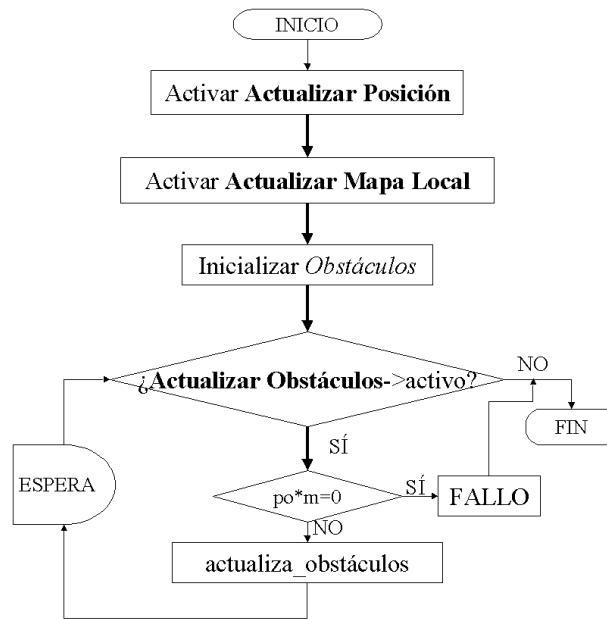 INICIO
Activar Actualizar Posición
Activar Actualizar Mapa Local
Inicializar Obstáculos
¿Actualizar Obstáculos->activo?
NO
FIN
SÍ
ESPERA
po*m=0
SÍ
FALLO
NO
actualiza_obstáculos